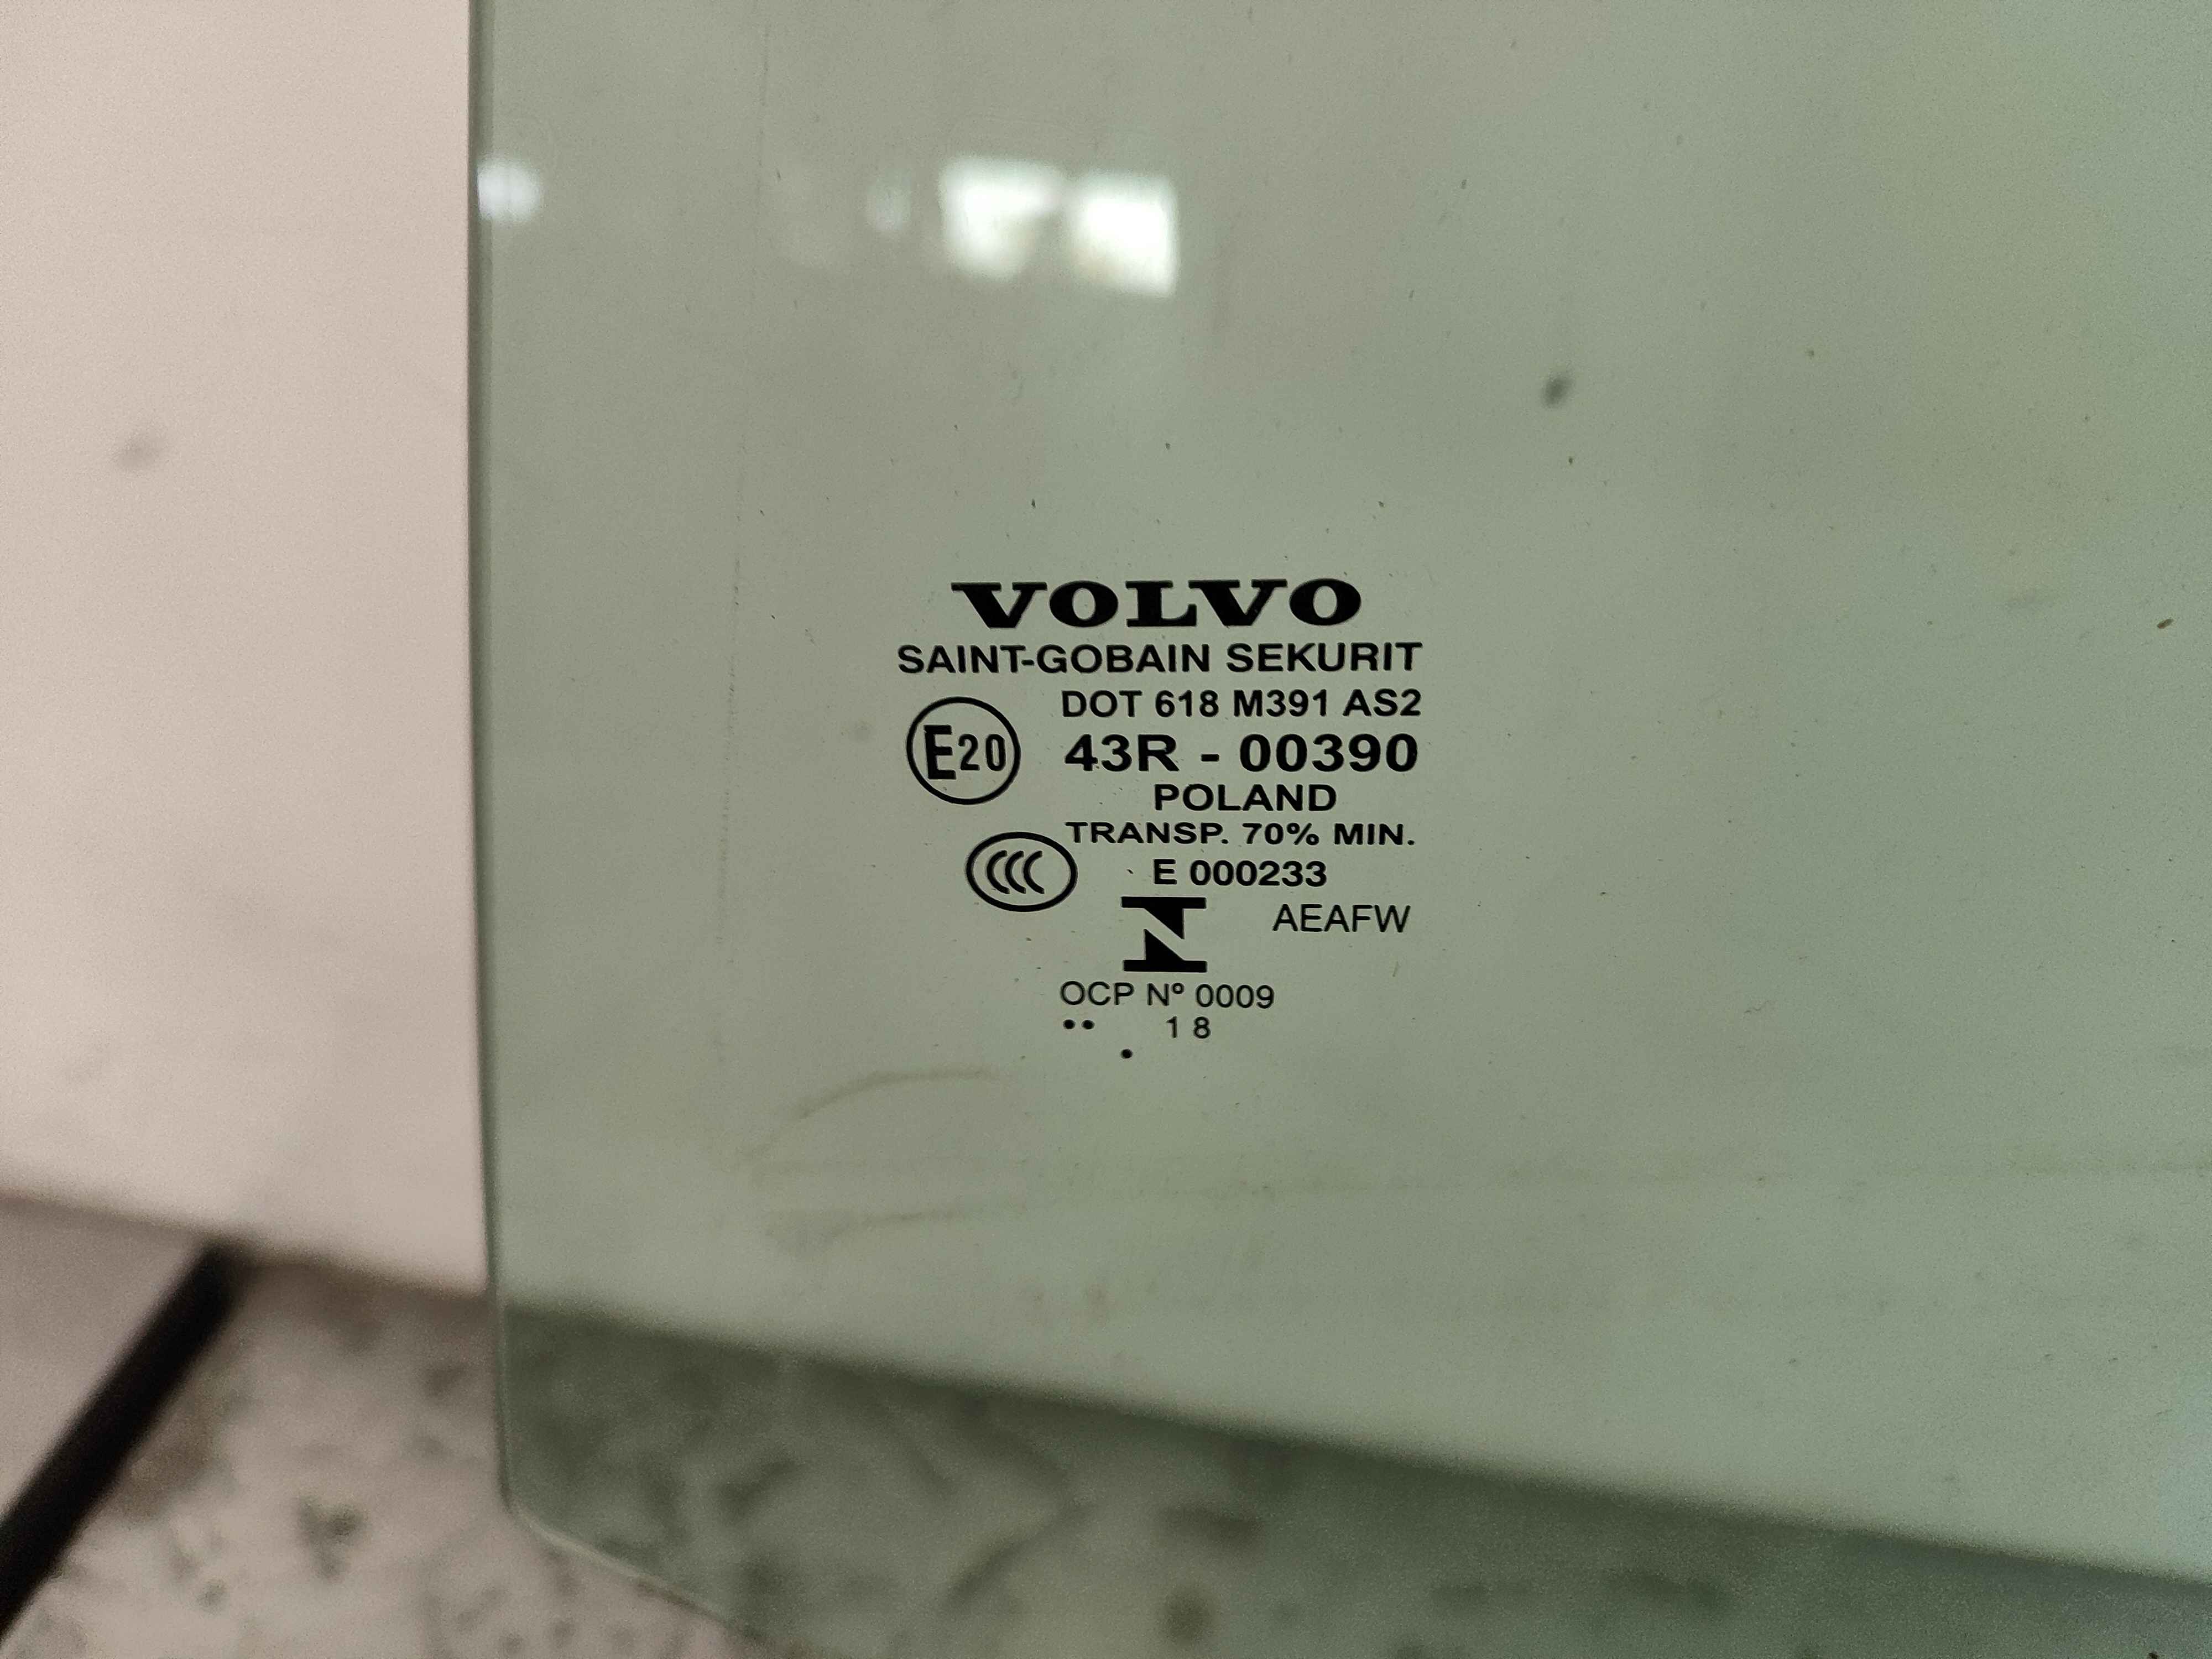 VOLVO
SAINT-GOBAIN SEKURIT
DOT 618 M391 AS2
E20 43R - 00390
POLAND
TRANSP. 70% MIN.
CCC E 000233
N AEAFW
OCP Nº 0009
•• 18
•